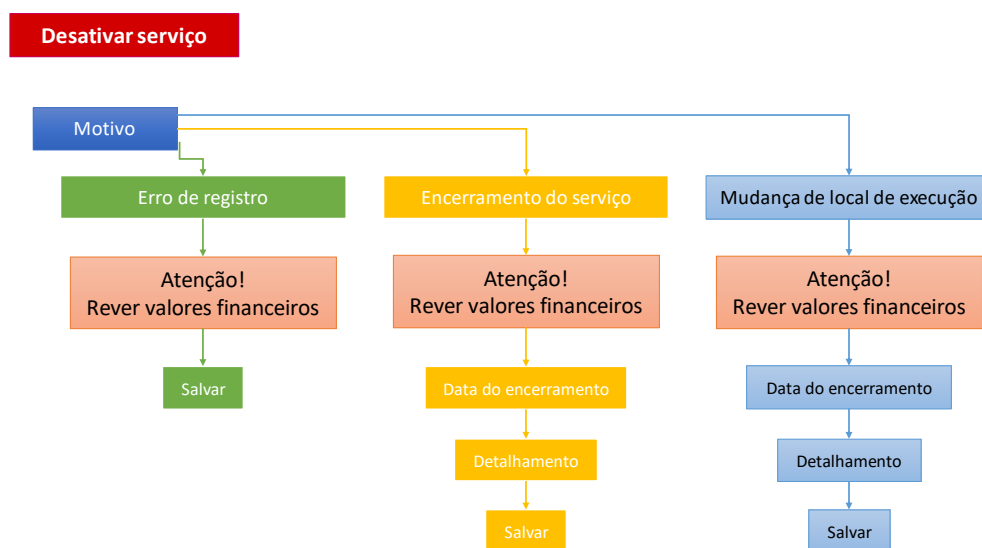 Desativar serviço
Motivo
Erro de registro
Encerramento do serviço
Mudança de local de execução
Atenção!
Rever valores financeiros
Atenção!
Rever valores financeiros
Atenção!
Rever valores financeiros
Salvar
Data do encerramento
Data do encerramento
Detalhamento
Detalhamento
Salvar
Salvar